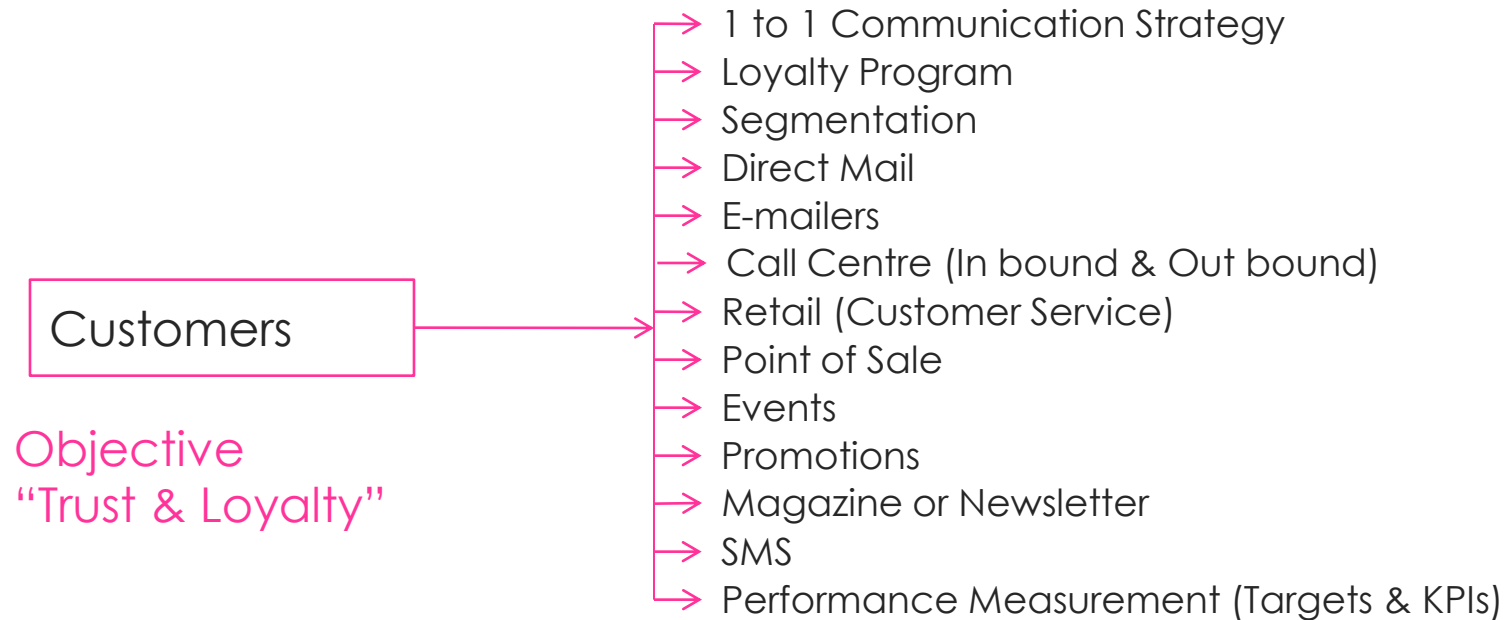 1 to 1 Communication Strategy
Loyalty Program
Segmentation
Direct Mail
E-mailers
Call Centre (In bound & Out bound)
Retail (Customer Service)
Customers
Point of Sale
Events
Objective
“Trust & Loyalty”
Promotions
Magazine or Newsletter
SMS
Performance Measurement (Targets & KPIs)